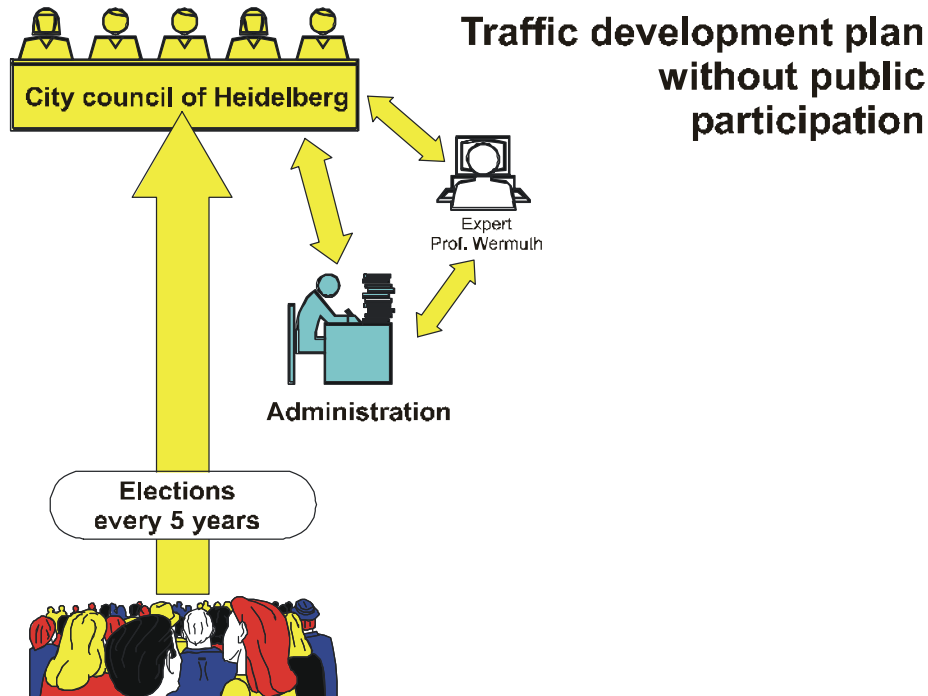 Traffic development plan
without public
participation
City council of Heidelberg
Expert
Prof. Wermuth
Administration
Elections
every 5 years